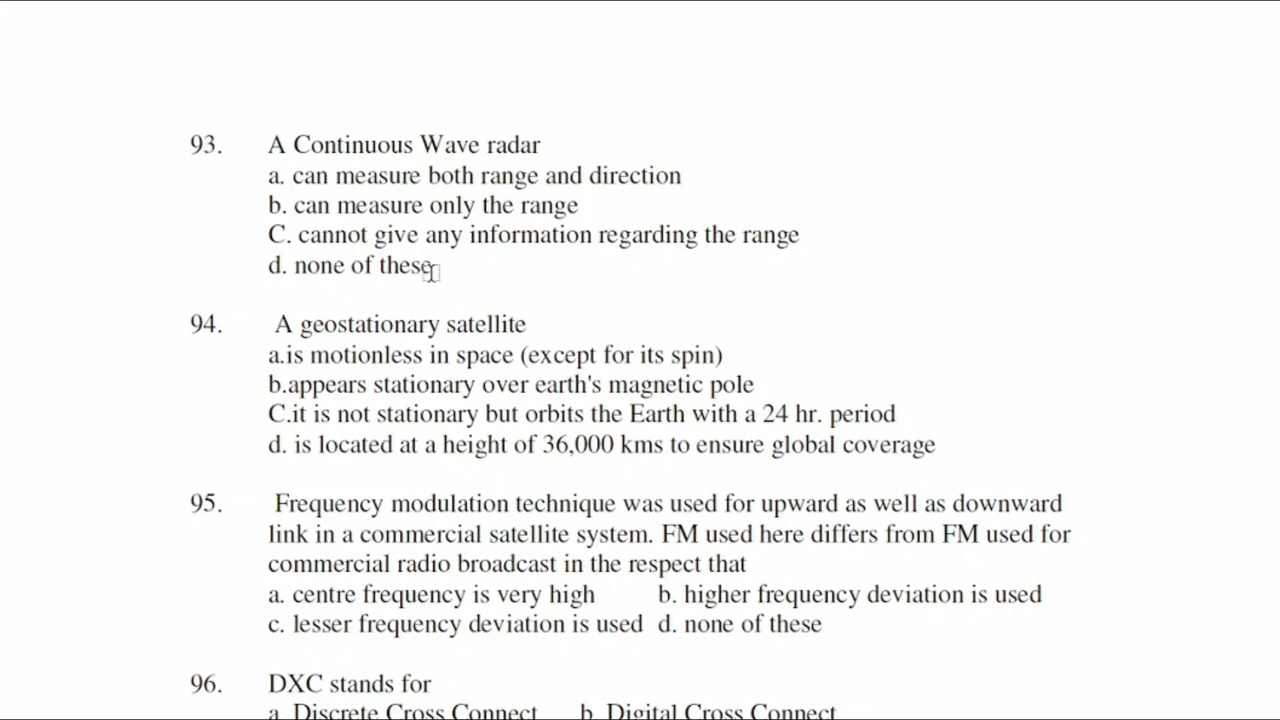 93. A Continuous Wave radar
a. can measure both range and direction
b. can measure only the range
C. cannot give any information regarding the range
d. none of these
94. A geostationary satellite
a.is motionless in space (except for its spin)
b.appears stationary over earth's magnetic pole
C.it is not stationary but orbits the Earth with a 24 hr. period
d. is located at a height of 36,000 kms to ensure global coverage
95. Frequency modulation technique was used for upward as well as downward
link in a commercial satellite system. FM used here differs from FM used for
commercial radio broadcast in the respect that
a. centre frequency is very high b. higher frequency deviation is used
c. lesser frequency deviation is used d. none of these
96. DXC stands for
a. Discrete Cross Connect b. Digital Cross Connect